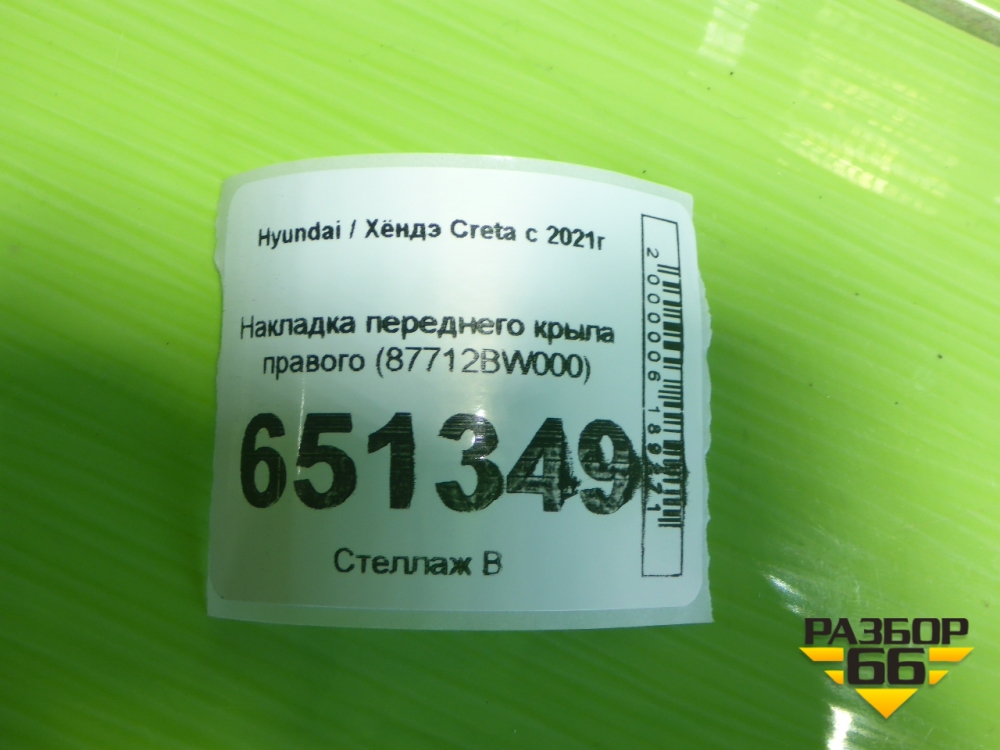 Hyundai / Хёндэ Creta с 2021г
Накладка переднего крыла
правого (87712BW000)
651349
Стеллаж В
РАЗБОР
66